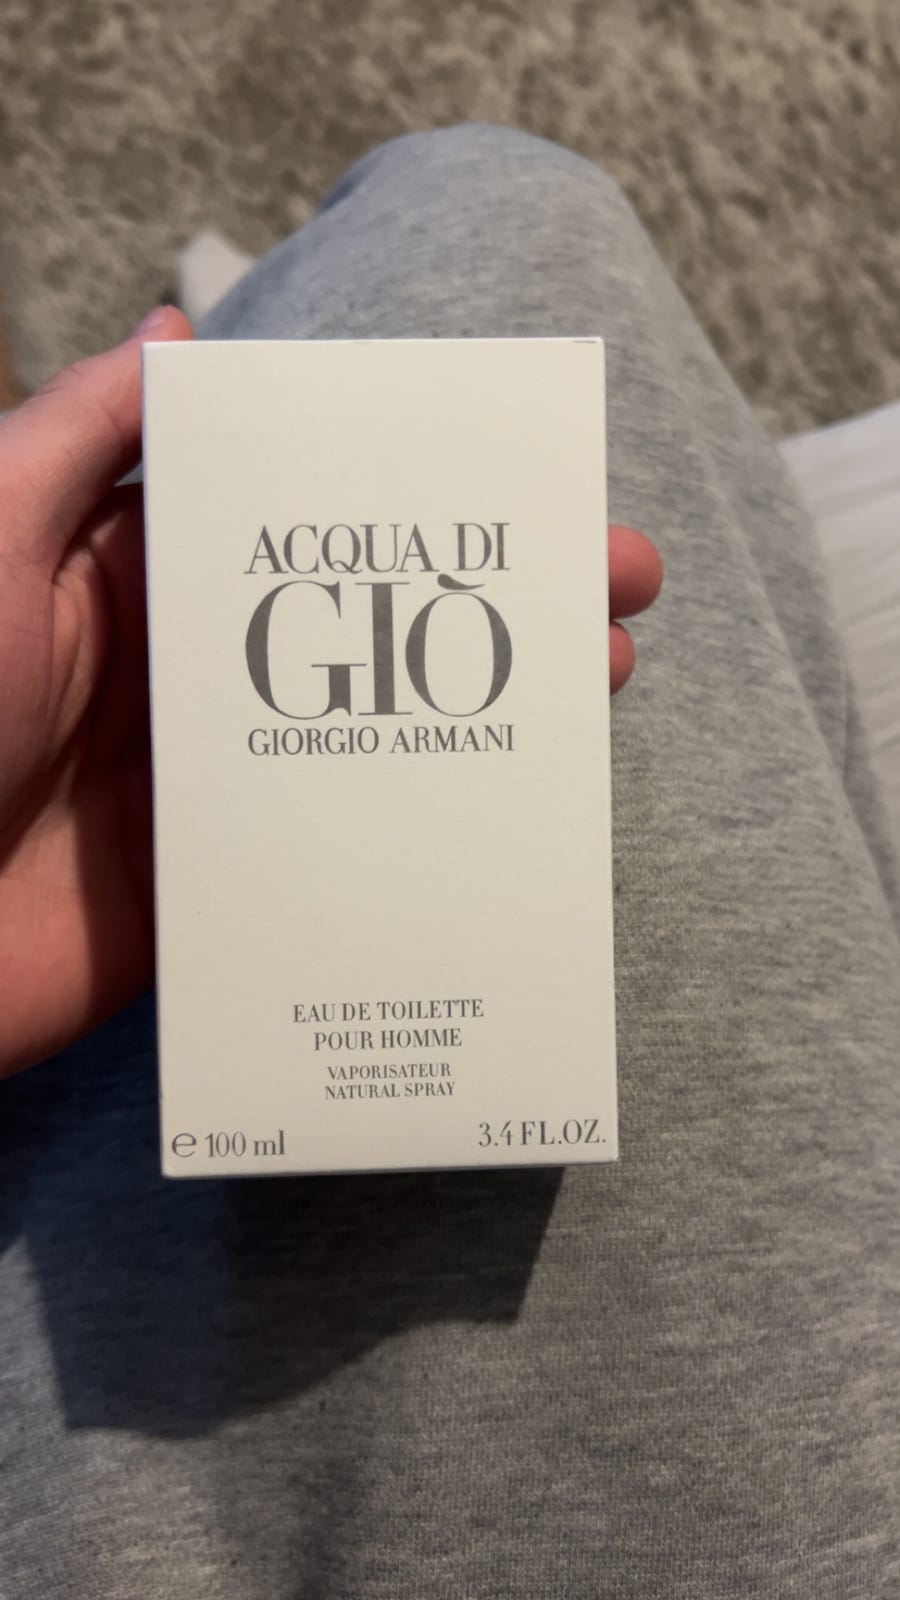 ACQUA DI
GIÒ
GIORGIO ARMANI
EAU DE TOILETTE
POUR HOMME
VAPORISATEUR
NATURAL SPRAY
℮ 100 ml
3.4 FL.OZ.